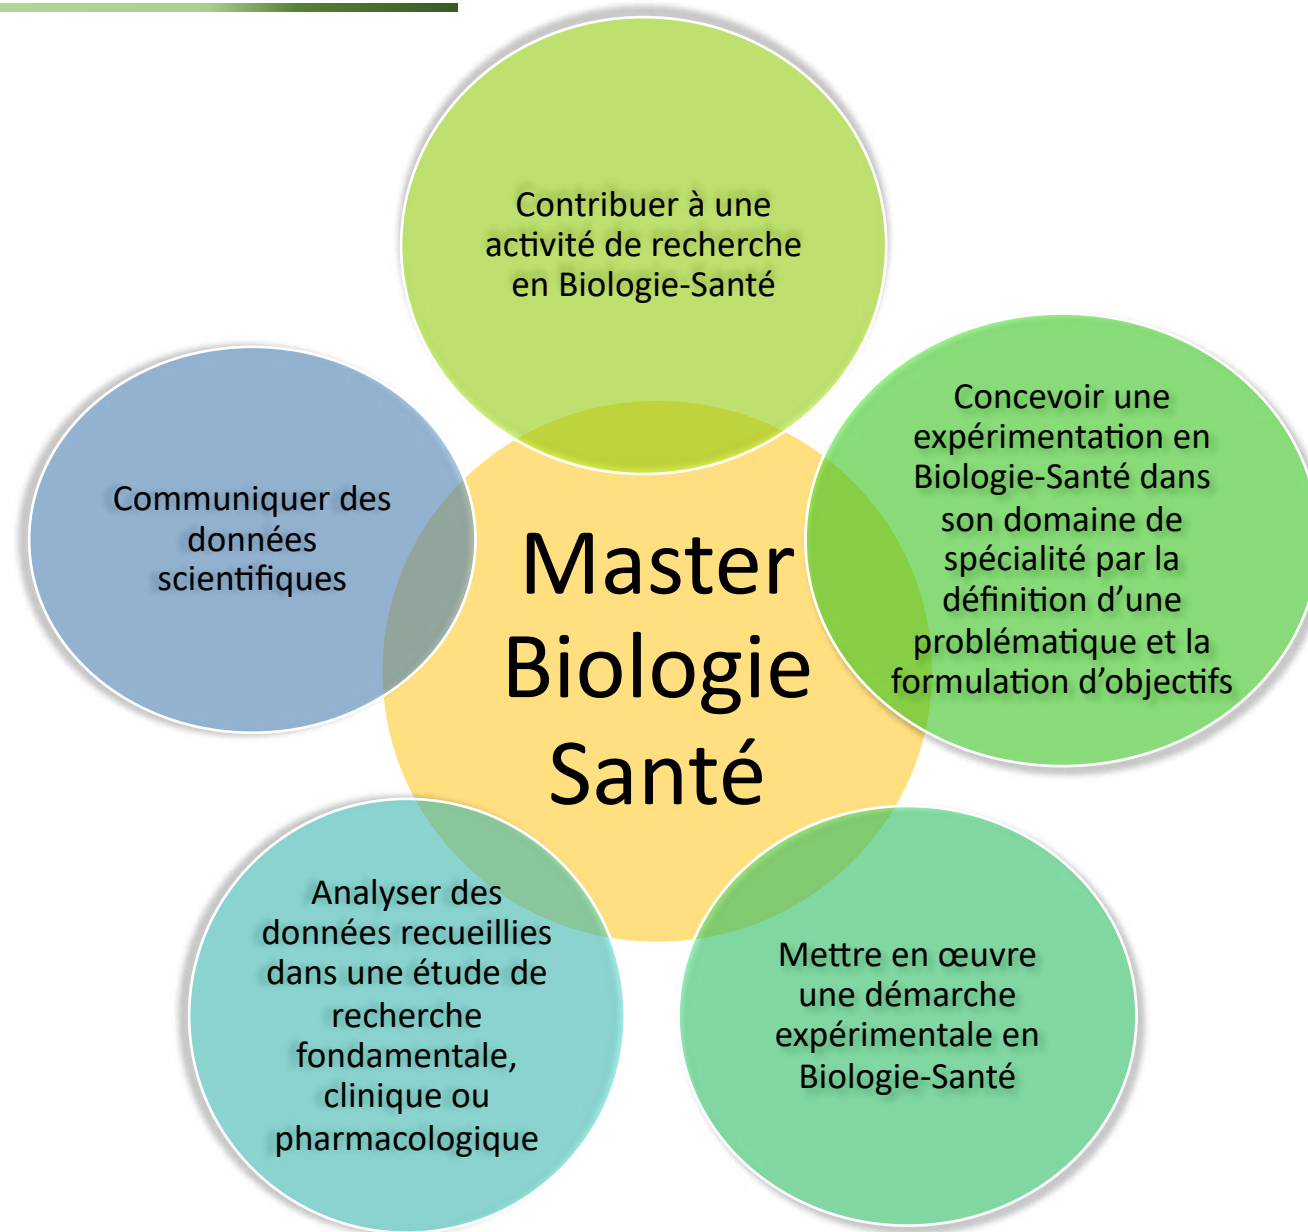 Contribuer à une
activité de recherche
en Biologie-Santé
Concevoir une
expérimentation en
Biologie-Santé dans
son domaine de
spécialité par la
définition d’une
problématique et la
formulation d’objectifs
Mettre en œuvre
une démarche
expérimentale en
Biologie-Santé
Analyser des
données recueillies
dans une étude de
recherche
fondamentale,
clinique ou
pharmacologique
Communiquer des
données
scientifiques
Master
Biologie
Santé